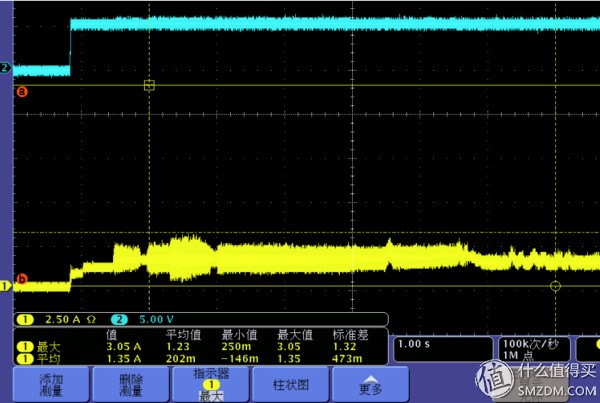 2
a
b
1
1 2.50 A Ω 2 5.00 V
值 平均值 最小值 最大值 标准差
1 最大 3.05 A 1.23 250m 3.05 1.32
1 平均 1.35 A 202m −146m 1.35 473m
1.00 s
100k次/秒
1M 点
添加
测量
删除
测量
指示器
1
最大
柱状图
更多
值 什么值得买
SMZDM.COM